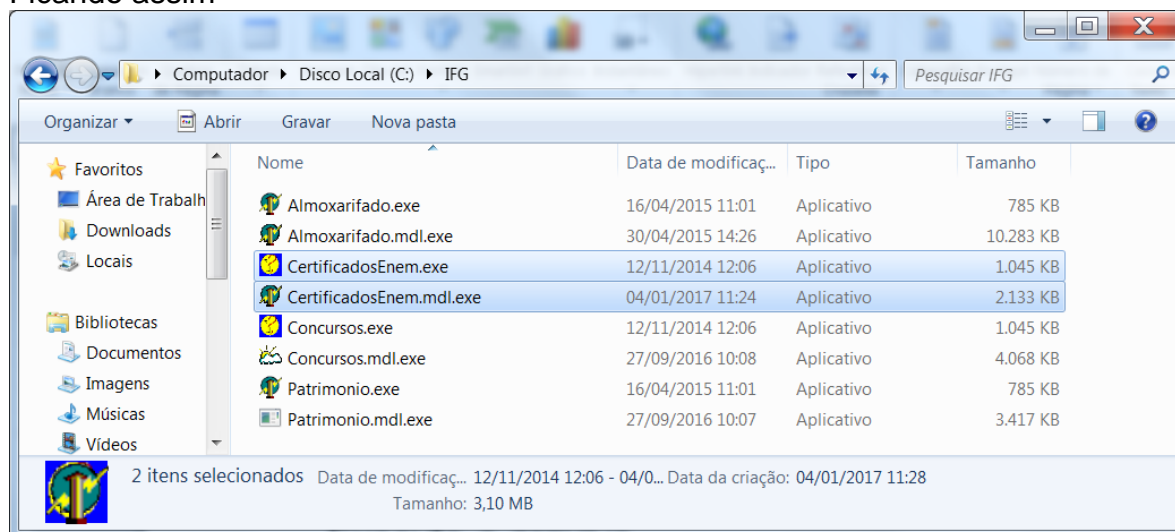 Ficando assim
Computador Disco Local (C:) IFG
Pesquisar IFG
Organizar Abrir Gravar Nova pasta
Favoritos
Área de Trabalh
Downloads
Locais
Bibliotecas
Documentos
Imagens
Músicas
Vídeos
Nome Data de modificaç... Tipo Tamanho
Almoxarifado.exe 16/04/2015 11:01 Aplicativo 785 KB
Almoxarifado.mdl.exe 30/04/2015 14:26 Aplicativo 10.283 KB
CertificadosEnem.exe 12/11/2014 12:06 Aplicativo 1.045 KB
CertificadosEnem.mdl.exe 04/01/2017 11:24 Aplicativo 2.133 KB
Concursos.exe 12/11/2014 12:06 Aplicativo 1.045 KB
Concursos.mdl.exe 27/09/2016 10:08 Aplicativo 4.068 KB
Patrimonio.exe 16/04/2015 11:01 Aplicativo 785 KB
Patrimonio.mdl.exe 27/09/2016 10:07 Aplicativo 3.417 KB
2 itens selecionados Data de modificaç... 12/11/2014 12:06 - 04/0... Data da criação: 04/01/2017 11:28
Tamanho: 3,10 MB